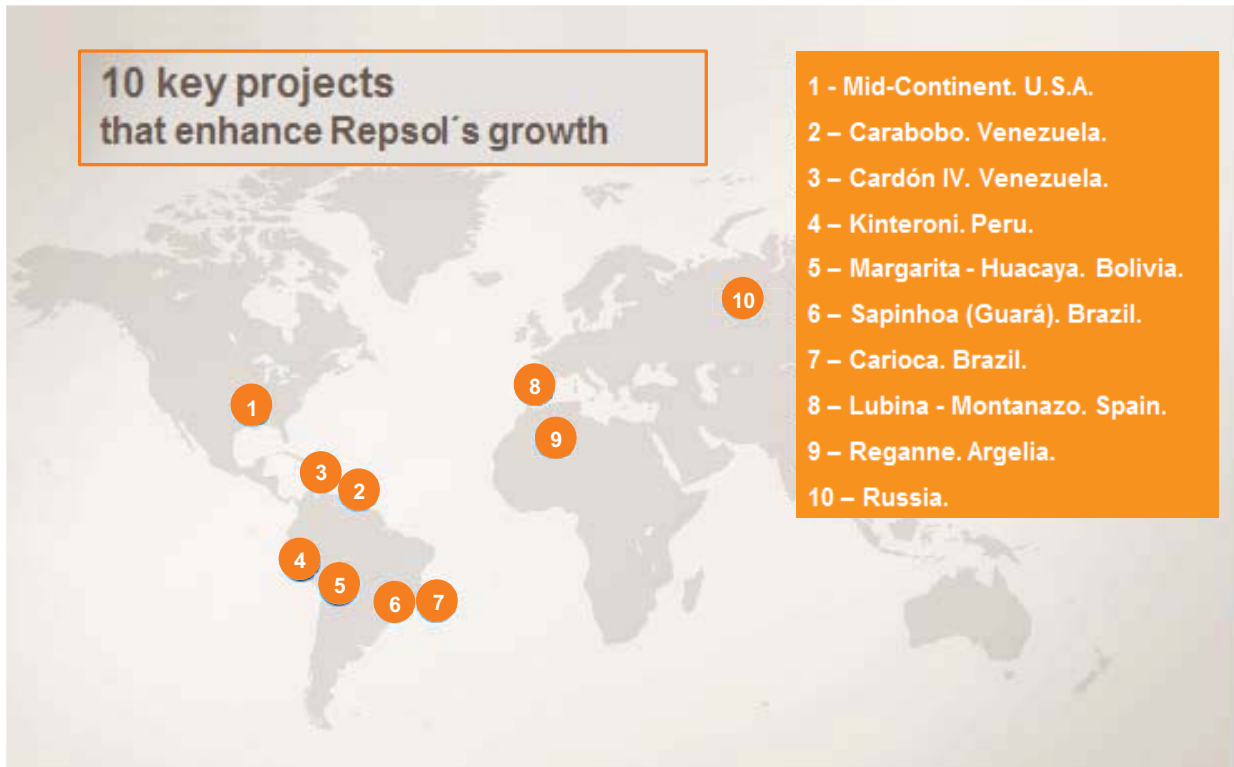 10 key projects
that enhance Repsol´s growth
1 - Mid-Continent. U.S.A.
2 – Carabobo. Venezuela.
3 – Cardón IV. Venezuela.
4 – Kinteroni. Peru.
5 – Margarita - Huacaya. Bolivia.
6 – Sapinhoa (Guará). Brazil.
7 – Carioca. Brazil.
8 – Lubina - Montanazo. Spain.
9 – Reganne. Argelia.
10 – Russia.
10
8
1
9
3
2
4
5
6
7